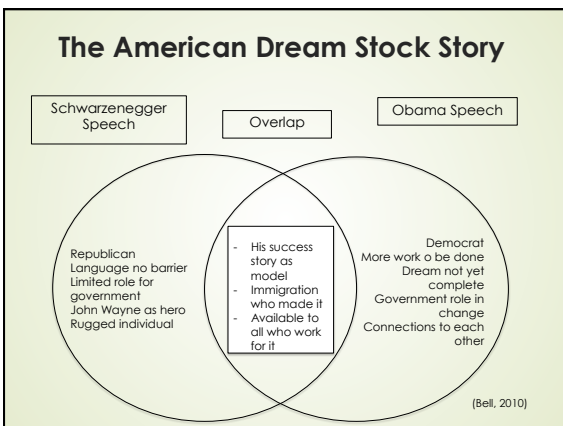 The American Dream Stock Story
Schwarzenegger
Speech
Overlap
Obama Speech
Republican
Language no barrier
Limited role for
government
John Wayne as hero
Rugged individual
- His success
story as
model
- Immigration
who made it
- Available to
all who work
for it
Democrat
More work o be done
Dream not yet
complete
Government role in
change
Connections to each
other
(Bell, 2010)